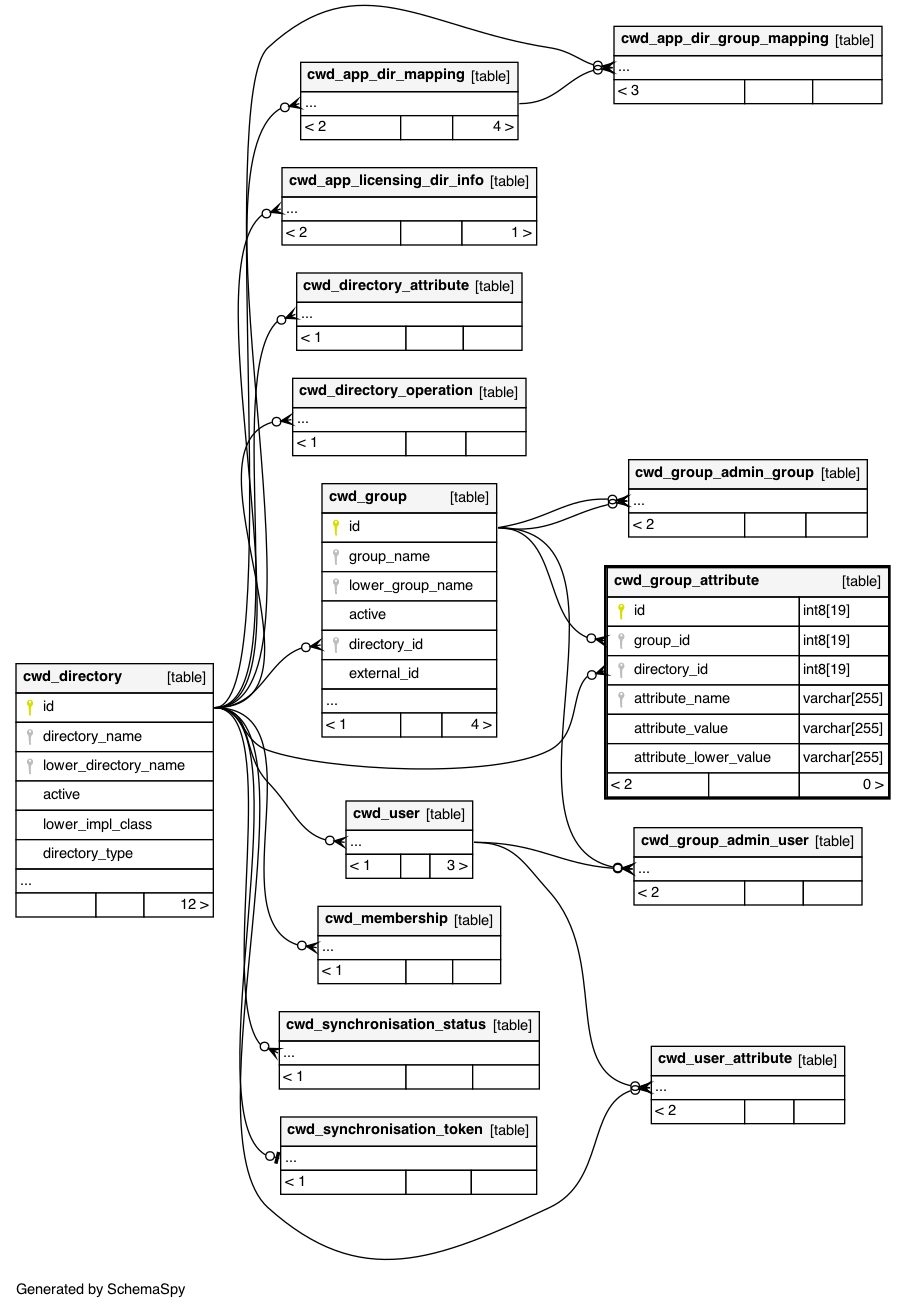 cwd_app_dir_group_mapping [table]
...
< 3
cwd_app_dir_mapping [table]
...
< 2 4 >
cwd_app_licensing_dir_info [table]
...
< 2 1 >
cwd_directory_attribute [table]
...
< 1
cwd_directory_operation [table]
...
< 1
cwd_group_admin_group [table]
...
< 2
cwd_group [table]
id
group_name
lower_group_name
active
directory_id
external_id
...
< 1 4 >
cwd_group_attribute [table]
id int8[19]
group_id int8[19]
directory_id int8[19]
attribute_name varchar[255]
attribute_value varchar[255]
attribute_lower_value varchar[255]
< 2 0 >
cwd_directory [table]
id
directory_name
lower_directory_name
active
lower_impl_class
directory_type
...
12 >
cwd_user [table]
...
< 1 3 >
cwd_group_admin_user [table]
...
< 2
cwd_membership [table]
...
< 1
cwd_synchronisation_status [table]
...
< 1
cwd_user_attribute [table]
...
< 2
cwd_synchronisation_token [table]
...
< 1
Generated by SchemaSpy